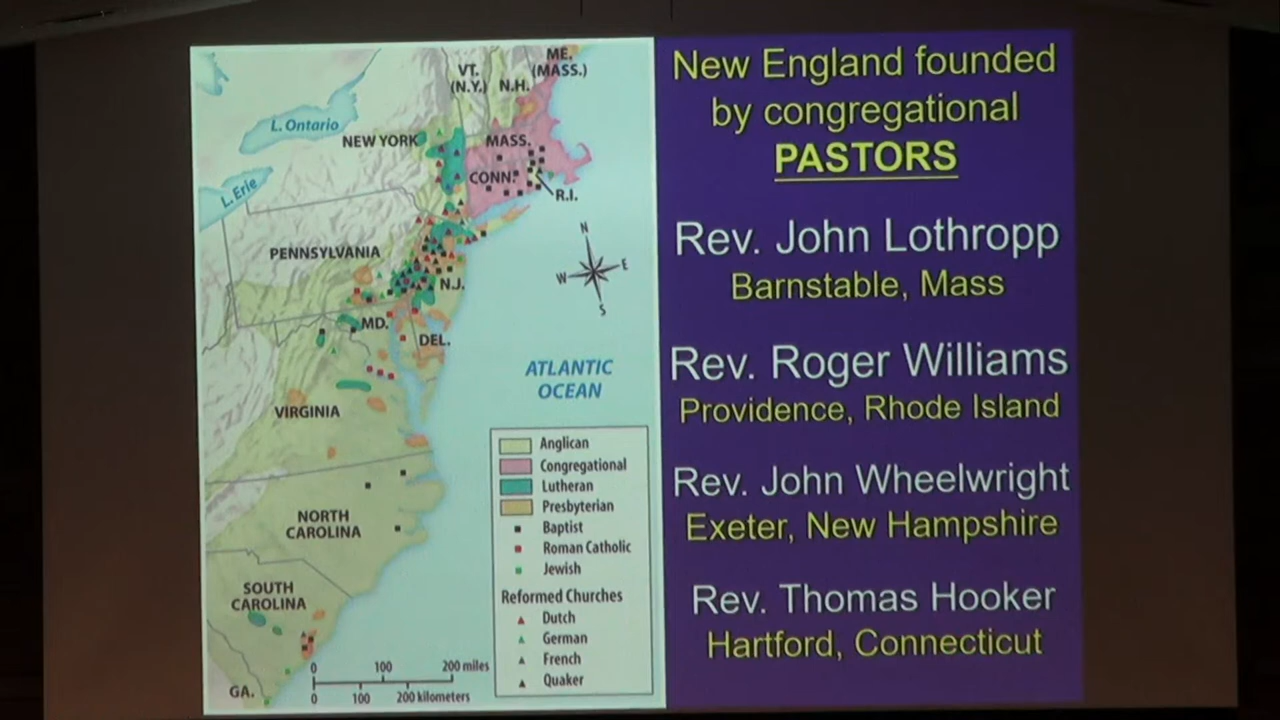 ME.
(MASS.)
VT.
(N.Y.)
N.H.
L. Ontario
NEW YORK
MASS.
CONN.
R.I.
L. Erie
PENNSYLVANIA
N.J.
MD.
DEL.
VIRGINIA
NORTH
CAROLINA
SOUTH
CAROLINA
GA.
N
W
E
S
ATLANTIC
OCEAN
Anglican
Congregational
Lutheran
Presbyterian
Baptist
Roman Catholic
Jewish
Reformed Churches
Dutch
German
French
Quaker
0 100 200 miles
0 100 200 kilometers
New England founded
by congregational
PASTORS
Rev. John Lothropp
Barnstable, Mass
Rev. Roger Williams
Providence, Rhode Island
Rev. John Wheelwright
Exeter, New Hampshire
Rev. Thomas Hooker
Hartford, Connecticut